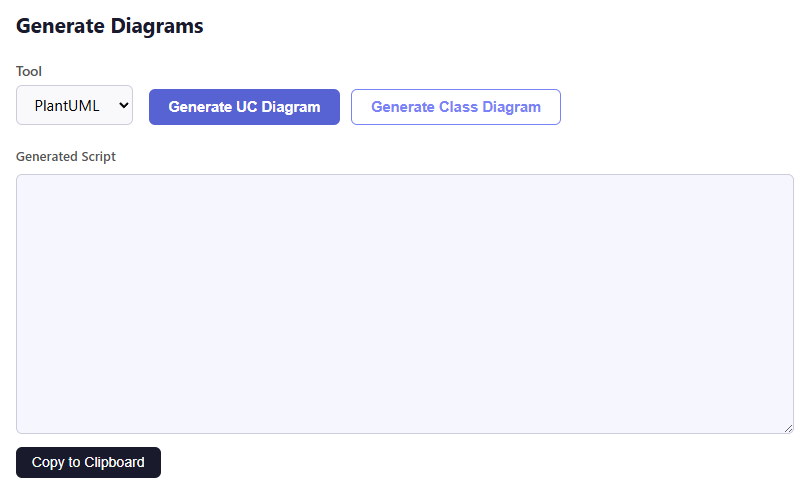 Generate Diagrams
Tool
PlantUML Generate UC Diagram Generate Class Diagram
Generated Script
Copy to Clipboard